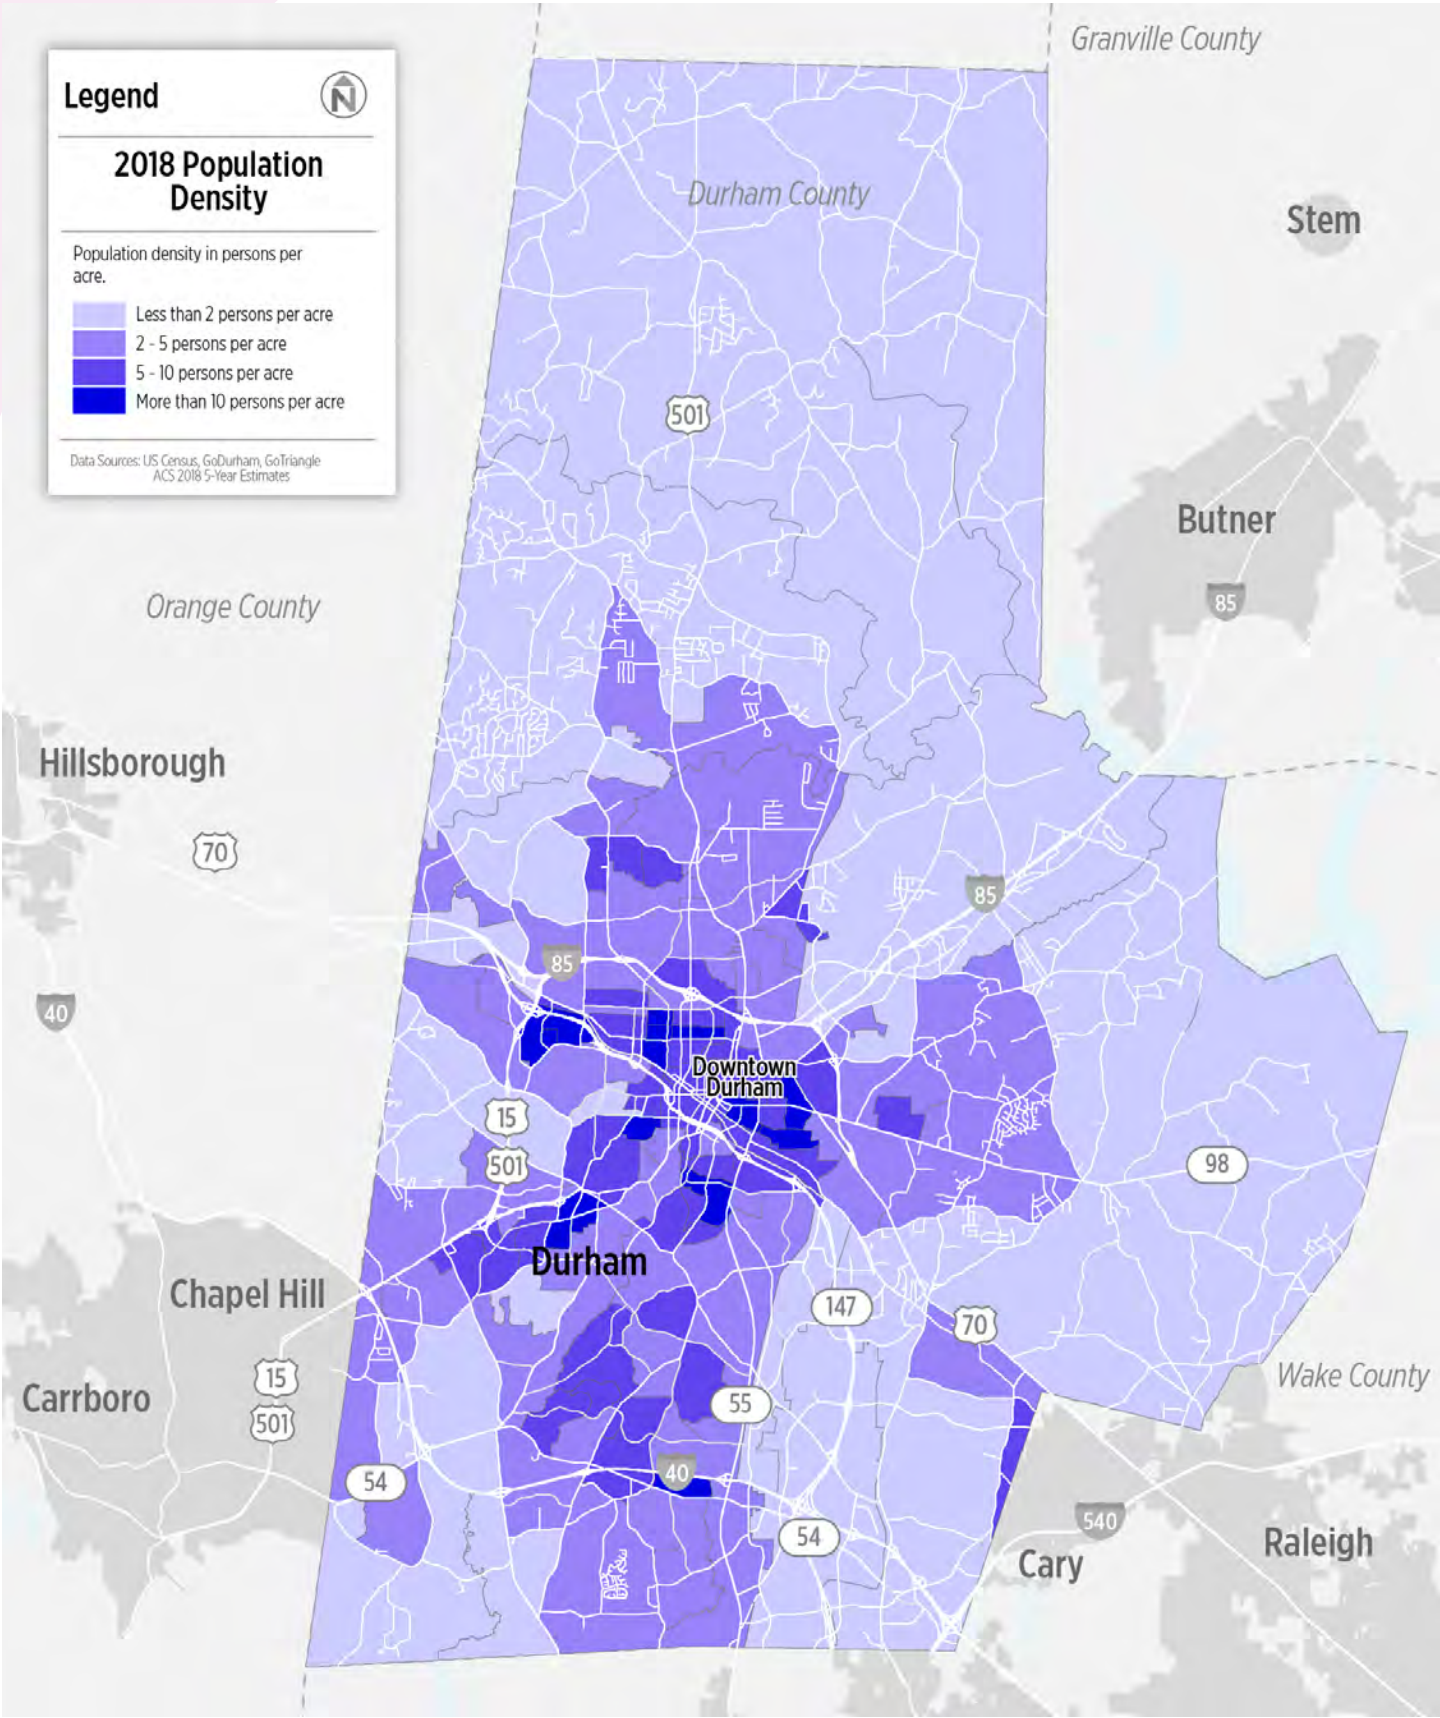 Granville County
Legend
N
2018 Population
Density
Population density in persons per
acre.
Less than 2 persons per acre
2 - 5 persons per acre
5 - 10 persons per acre
More than 10 persons per acre
Data Sources: US Census, GoDurham, GoTriangle
ACS 2018 5-Year Estimates
Durham County
Stem
501
Butner
85
Orange County
Hillsborough
70
85
85
40
Downtown
Durham
15
501
98
Durham
Chapel Hill
147
70
15
501
Carrboro
55
Wake County
40
54
54
540
Cary
Raleigh